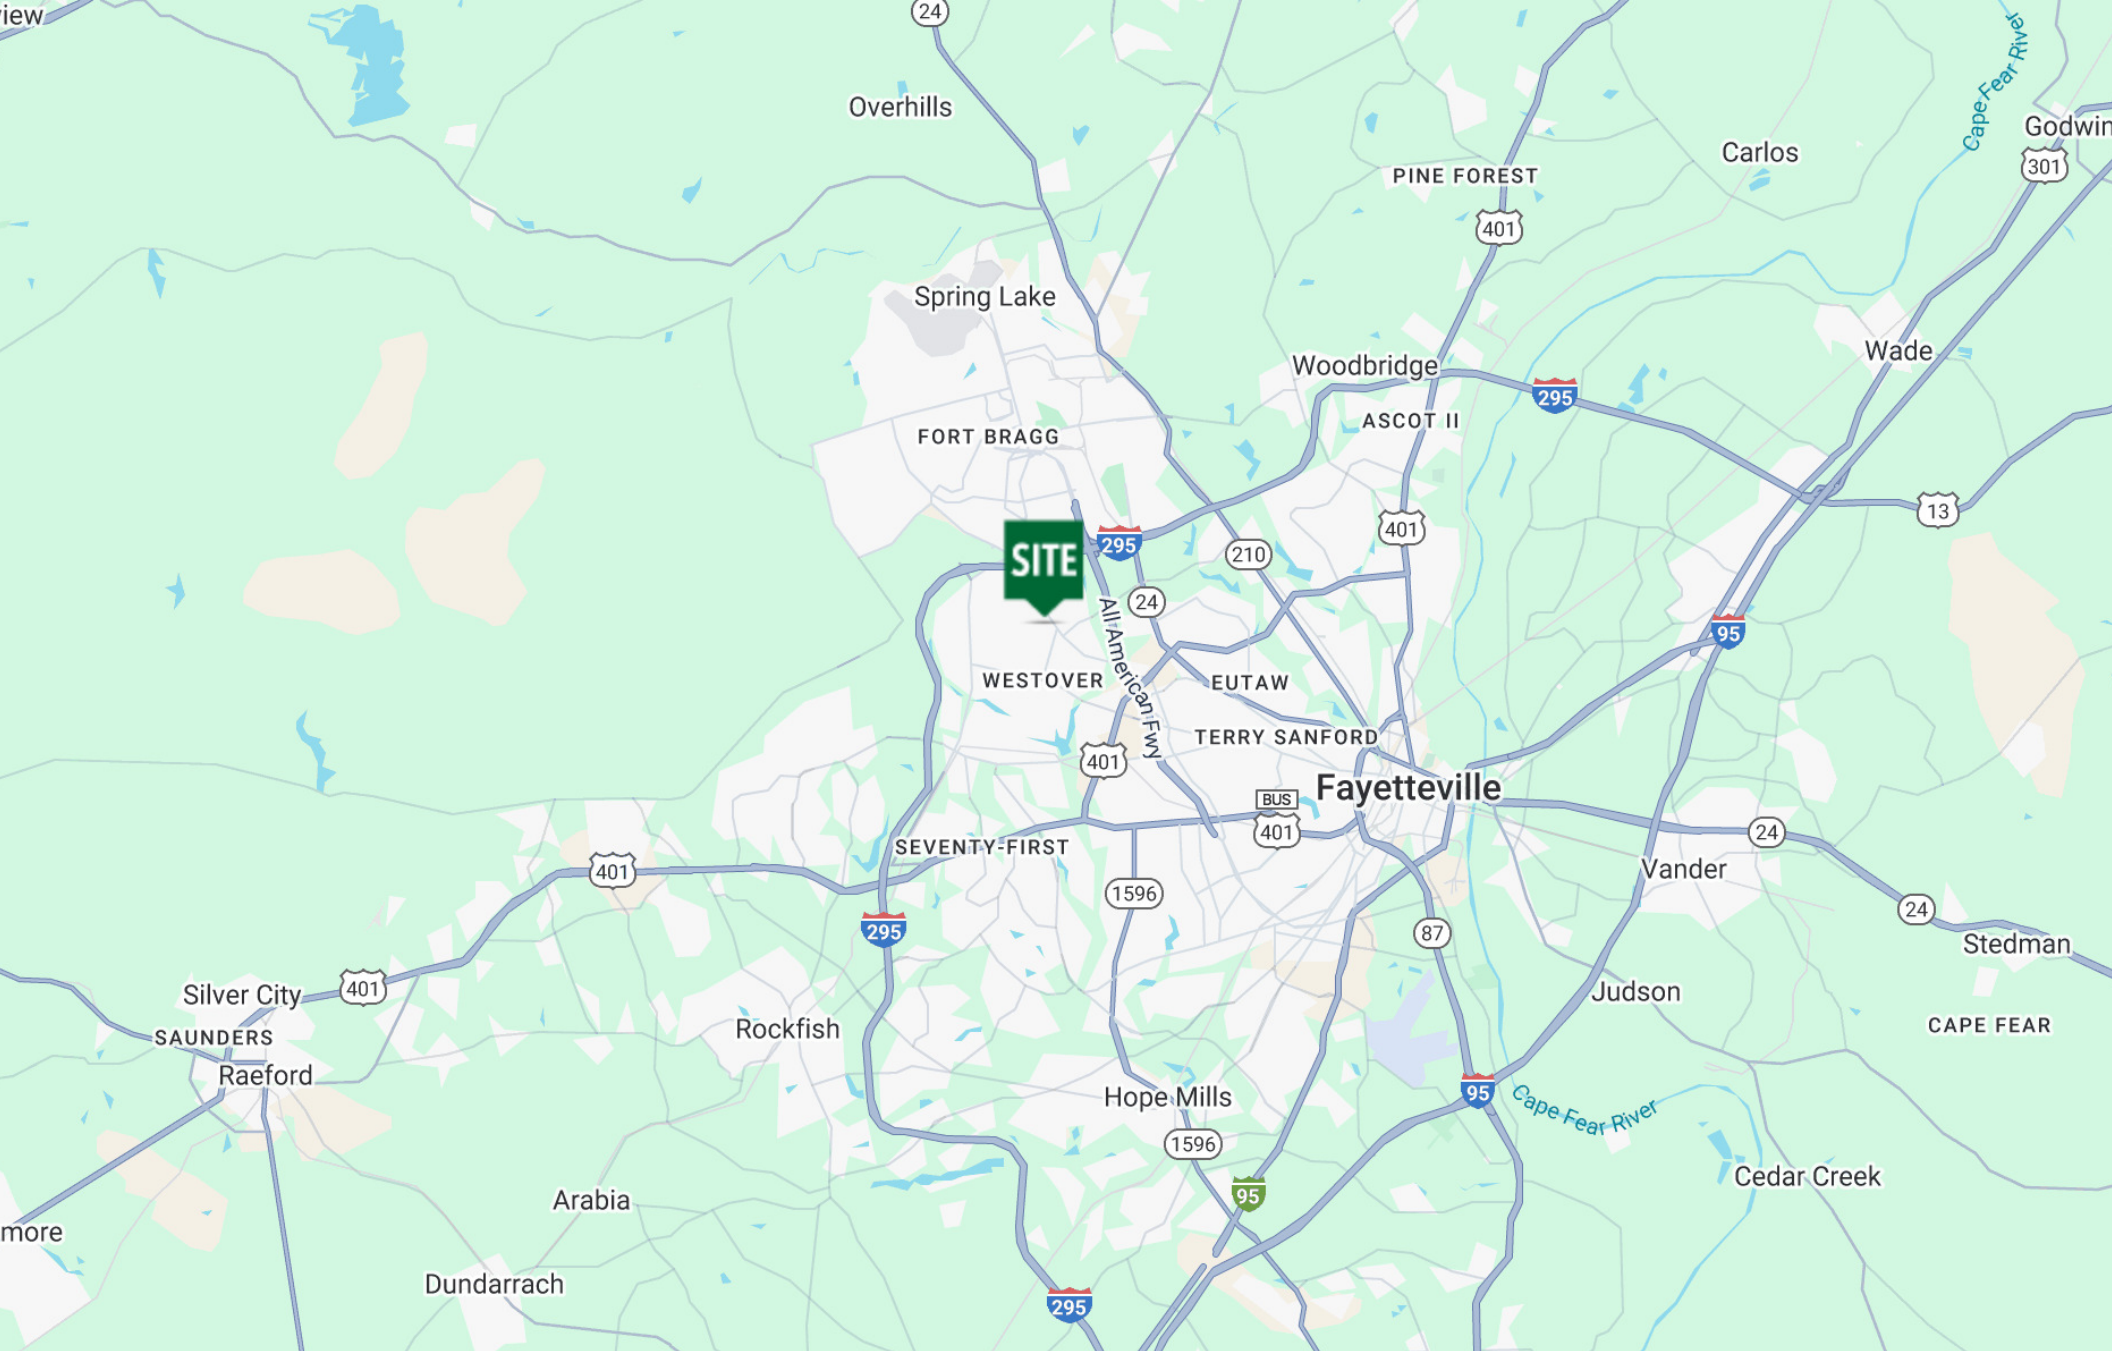 iew
24
Overhills
Cape Fear River
Godwin
301
Carlos
PINE FOREST
401
Spring Lake
Woodbridge
Wade
295
ASCOT II
FORT BRAGG
13
401
295
SITE
210
24
95
All American Fwy
WESTOVER
EUTAW
TERRY SANFORD
401
Fayetteville
BUS
401
24
SEVENTY-FIRST
Vander
401
1596
24
295
87
Stedman
Silver City
401
Judson
SAUNDERS
Rockfish
CAPE FEAR
Raeford
Hope Mills
95
Cape Fear River
1596
Cedar Creek
95
Arabia
more
Dundarrach
295